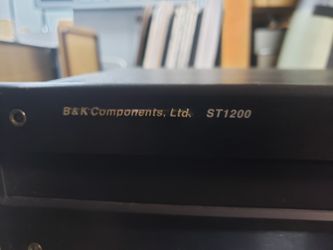 B&K Components, Ltd. ST1200